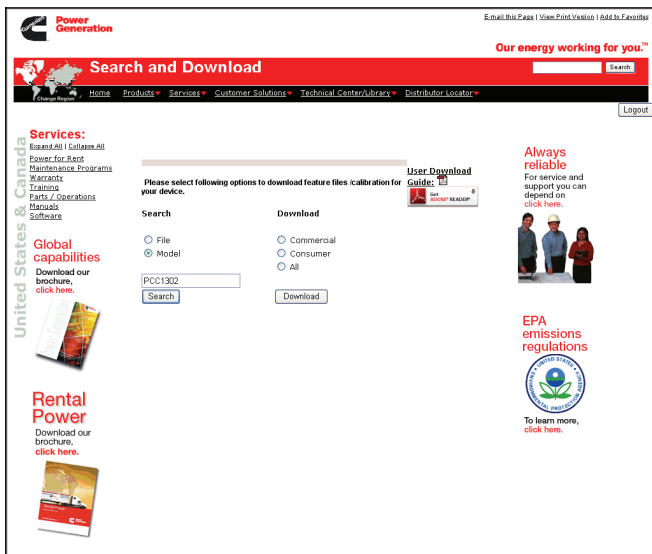 Cummins
Power
Generation
E-mail this Page | View Print Version | Add to Favorites
Our energy working for you.™
Search and Download
Search
Change Region
Home Products Services Customer Solutions Technical Center/Library Distributor Locator
Logout
United States & Canada
Services:
Expand All | Collapse All
Power for Rent
Maintenance Programs
Warranty
Training
Parts / Operations
Manuals
Software
Global
capabilities
Download our
brochure,
click here.
Rental
Power
Download our
brochure,
click here.
Rental Power
Please select following options to download feature files /calibration for
your device.
User Download
Guide:
Get
ADOBE® READER®
Search Download
File Commercial
Model Consumer
All
PCC1302
Search Download
Always
reliable
For service and
support you can
depend on
click here.
EPA
emissions
regulations
UNITED STATES
ENVIRONMENTAL PROTECTION AGENCY
To learn more,
click here.